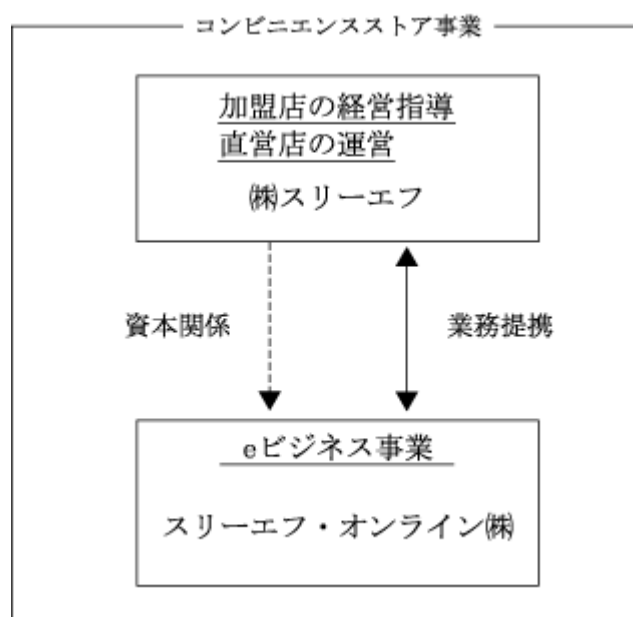 コンビニエンスストア事業
加盟店の経営指導
直営店の運営
㈱スリーエフ
資本関係
業務提携
eビジネス事業
スリーエフ・オンライン㈱